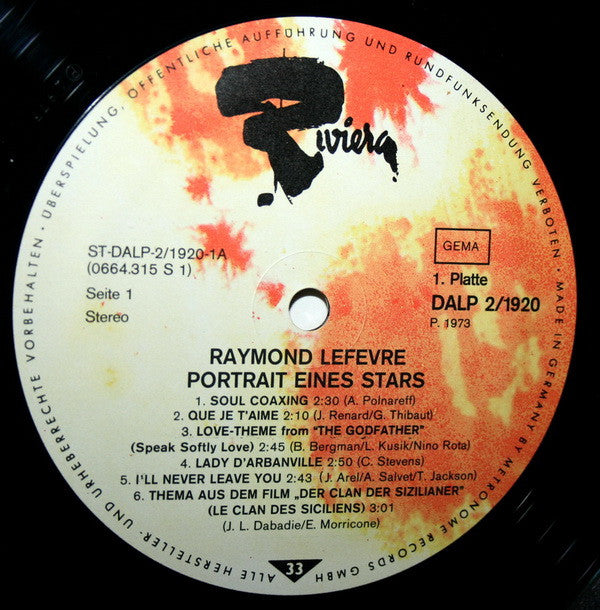 ALLE HERSTELLER- UND URHEBERRECHTE VORBEHALTEN · ÜBERSPIELUNG, ÖFFENTLICHE AUFFÜHRUNG UND RUNDFUNKSENDUNG VERBOTEN · MADE IN GERMANY BY METRONOME RECORDS GMBH
Riviera
ST-DALP-2/1920-1A
(0664.315 S 1)
Seite 1
Stereo
GEMA
1. Platte
DALP 2/1920
P. 1973
RAYMOND LEFEVRE
PORTRAIT EINES STARS
1. SOUL COAXING 2:30 (A. Polnareff)
2. QUE JE T'AIME 2:10 (J. Renard/G. Thibaut)
3. LOVE-THEME from "THE GODFATHER"
(Speak Softly Love) 2:45 (B. Bergman/L. Kusik/Nino Rota)
4. LADY D'ARBANVILLE 2:50 (C. Stevens)
5. I'LL NEVER LEAVE YOU 2:43 (J. Arel/A. Salvet/T. Jackson)
6. THEMA AUS DEM FILM „DER CLAN DER SIZILIANER"
(LE CLAN DES SICILIENS) 3:01
(J. L. Dabadie/E. Morricone)
33